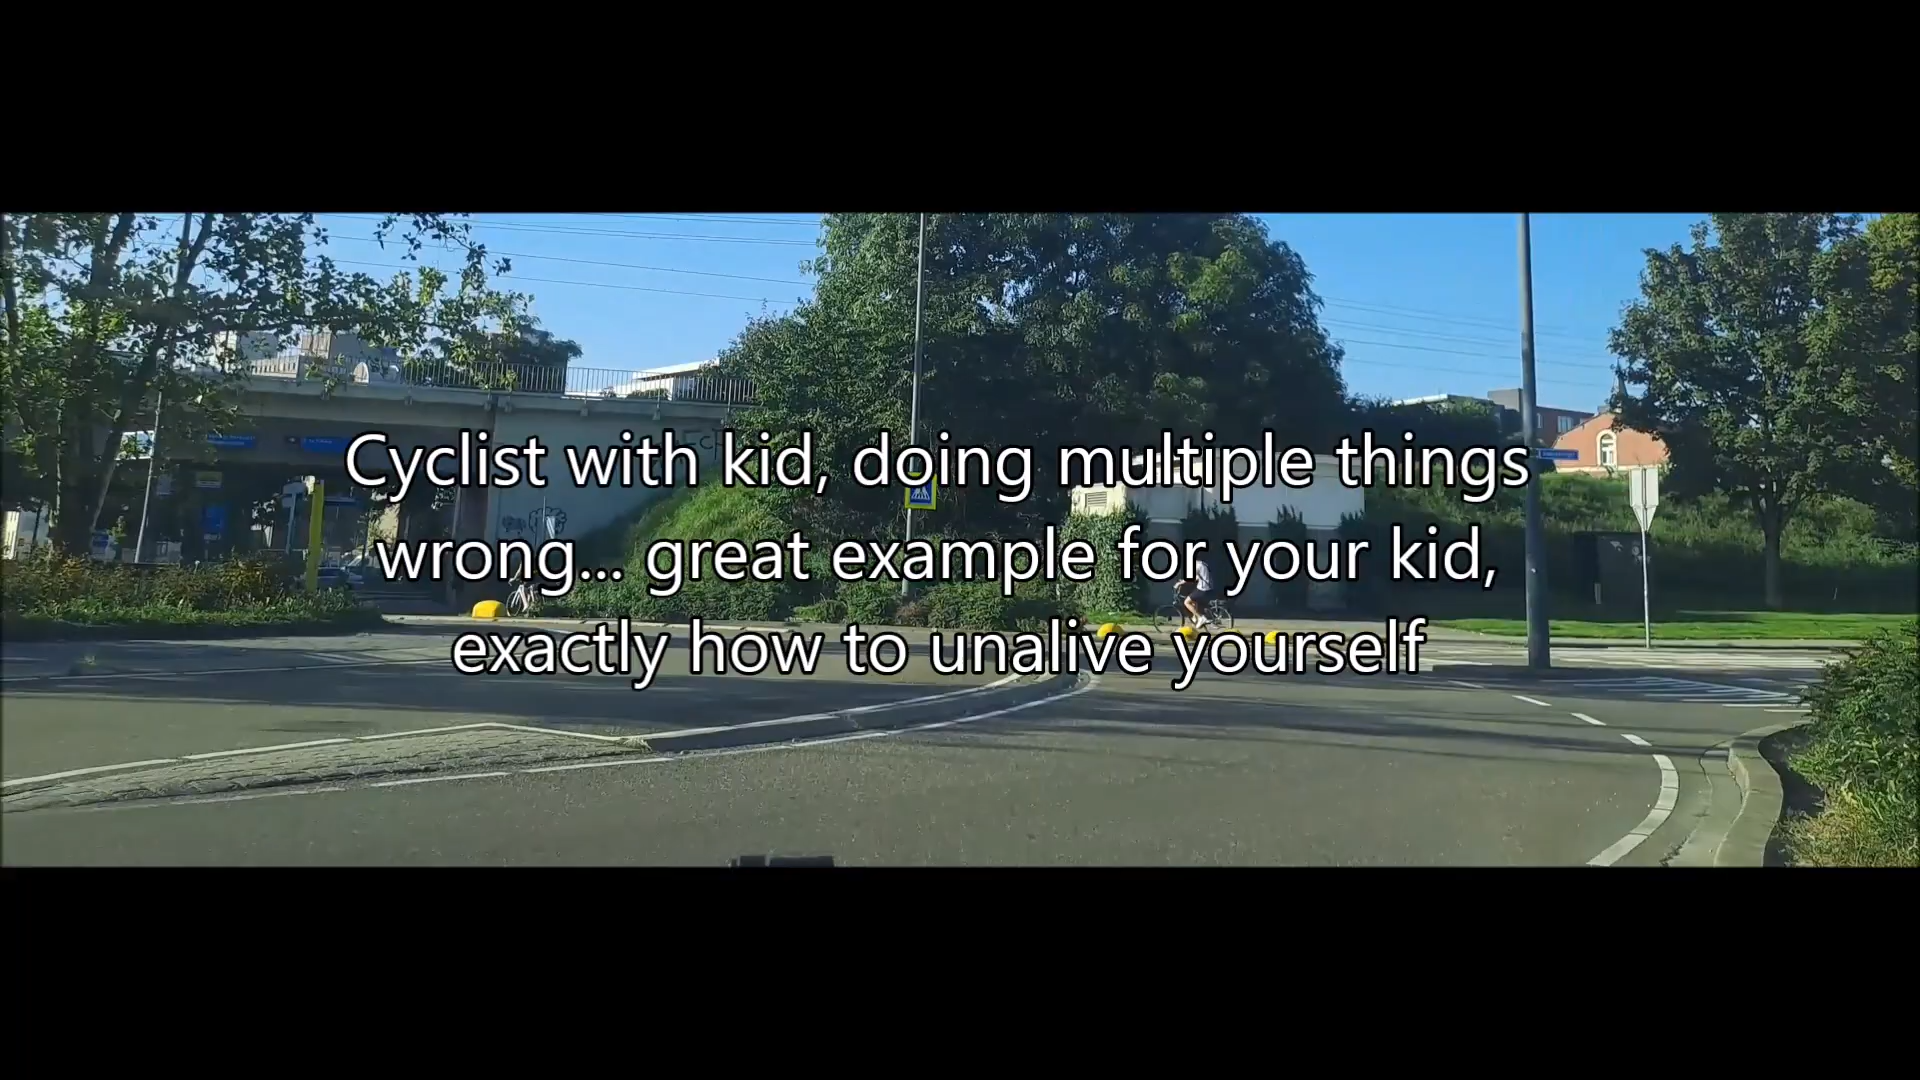 Cyclist with kid, doing multiple things
wrong... great example for your kid,
exactly how to unalive yourself